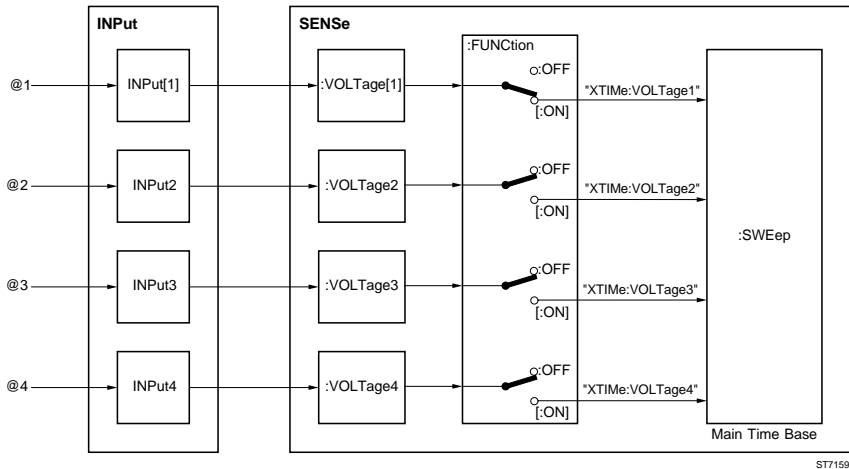 INPut
SENSe
:FUNCtion
@1
INPut[1]
:VOLTage[1]
:OFF
[:ON]
"XTIMe:VOLTage1"
@2
INPut2
:VOLTage2
:OFF
[:ON]
"XTIMe:VOLTage2"
:SWEep
@3
INPut3
:VOLTage3
:OFF
[:ON]
"XTIMe:VOLTage3"
@4
INPut4
:VOLTage4
:OFF
[:ON]
"XTIMe:VOLTage4"
Main Time Base
ST7159